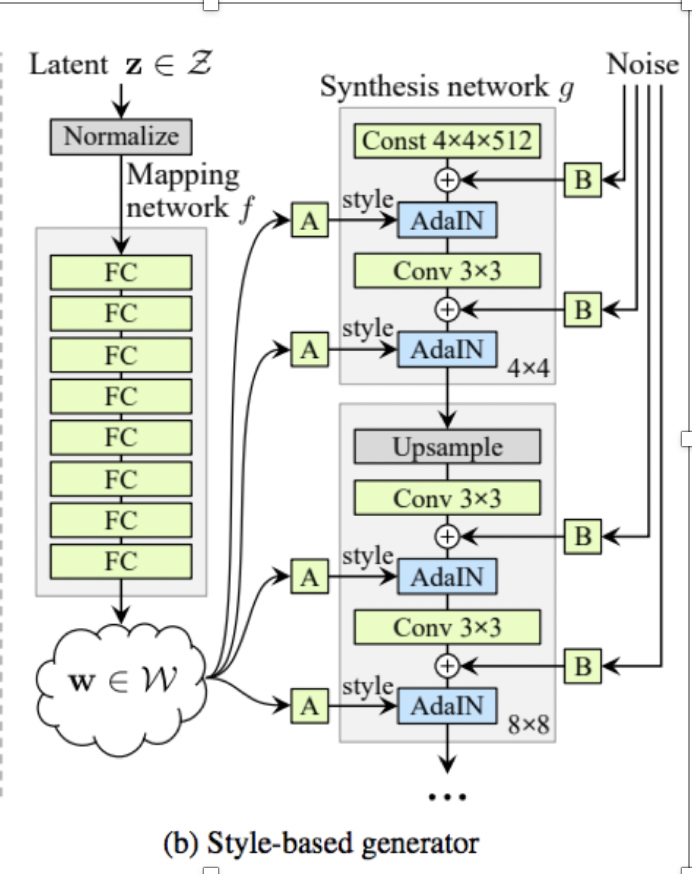 Latent z ∈ 𝒵
Normalize
Mapping
network f
FC
FC
FC
FC
FC
FC
FC
FC
w ∈ 𝒲
Synthesis network g
Noise
Const 4×4×512
B
A
style
AdaIN
Conv 3×3
B
A
style
AdaIN
4×4
Upsample
Conv 3×3
B
A
style
AdaIN
Conv 3×3
B
A
style
AdaIN
8×8
...
(b) Style-based generator